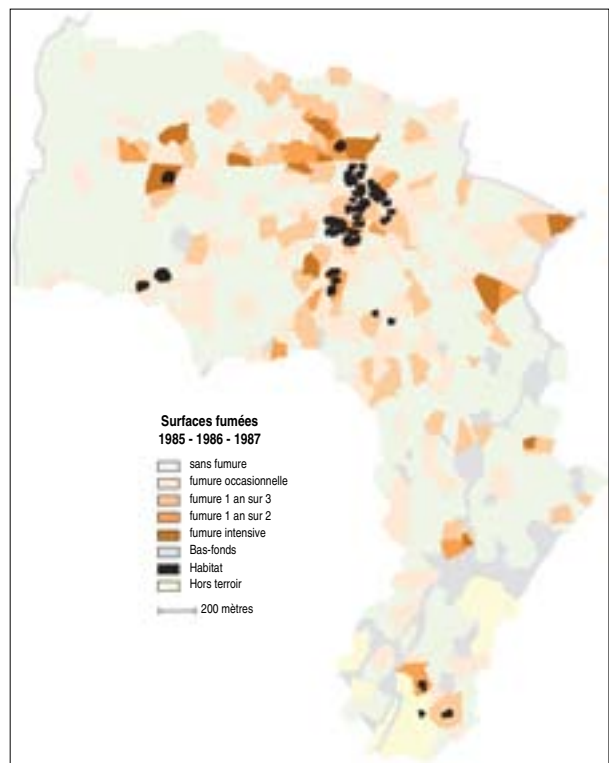 Surfaces fumées
1985 - 1986 - 1987
sans fumure
fumure occasionnelle
fumure 1 an sur 3
fumure 1 an sur 2
fumure intensive
Bas-fonds
Habitat
Hors terroir
200 mètres